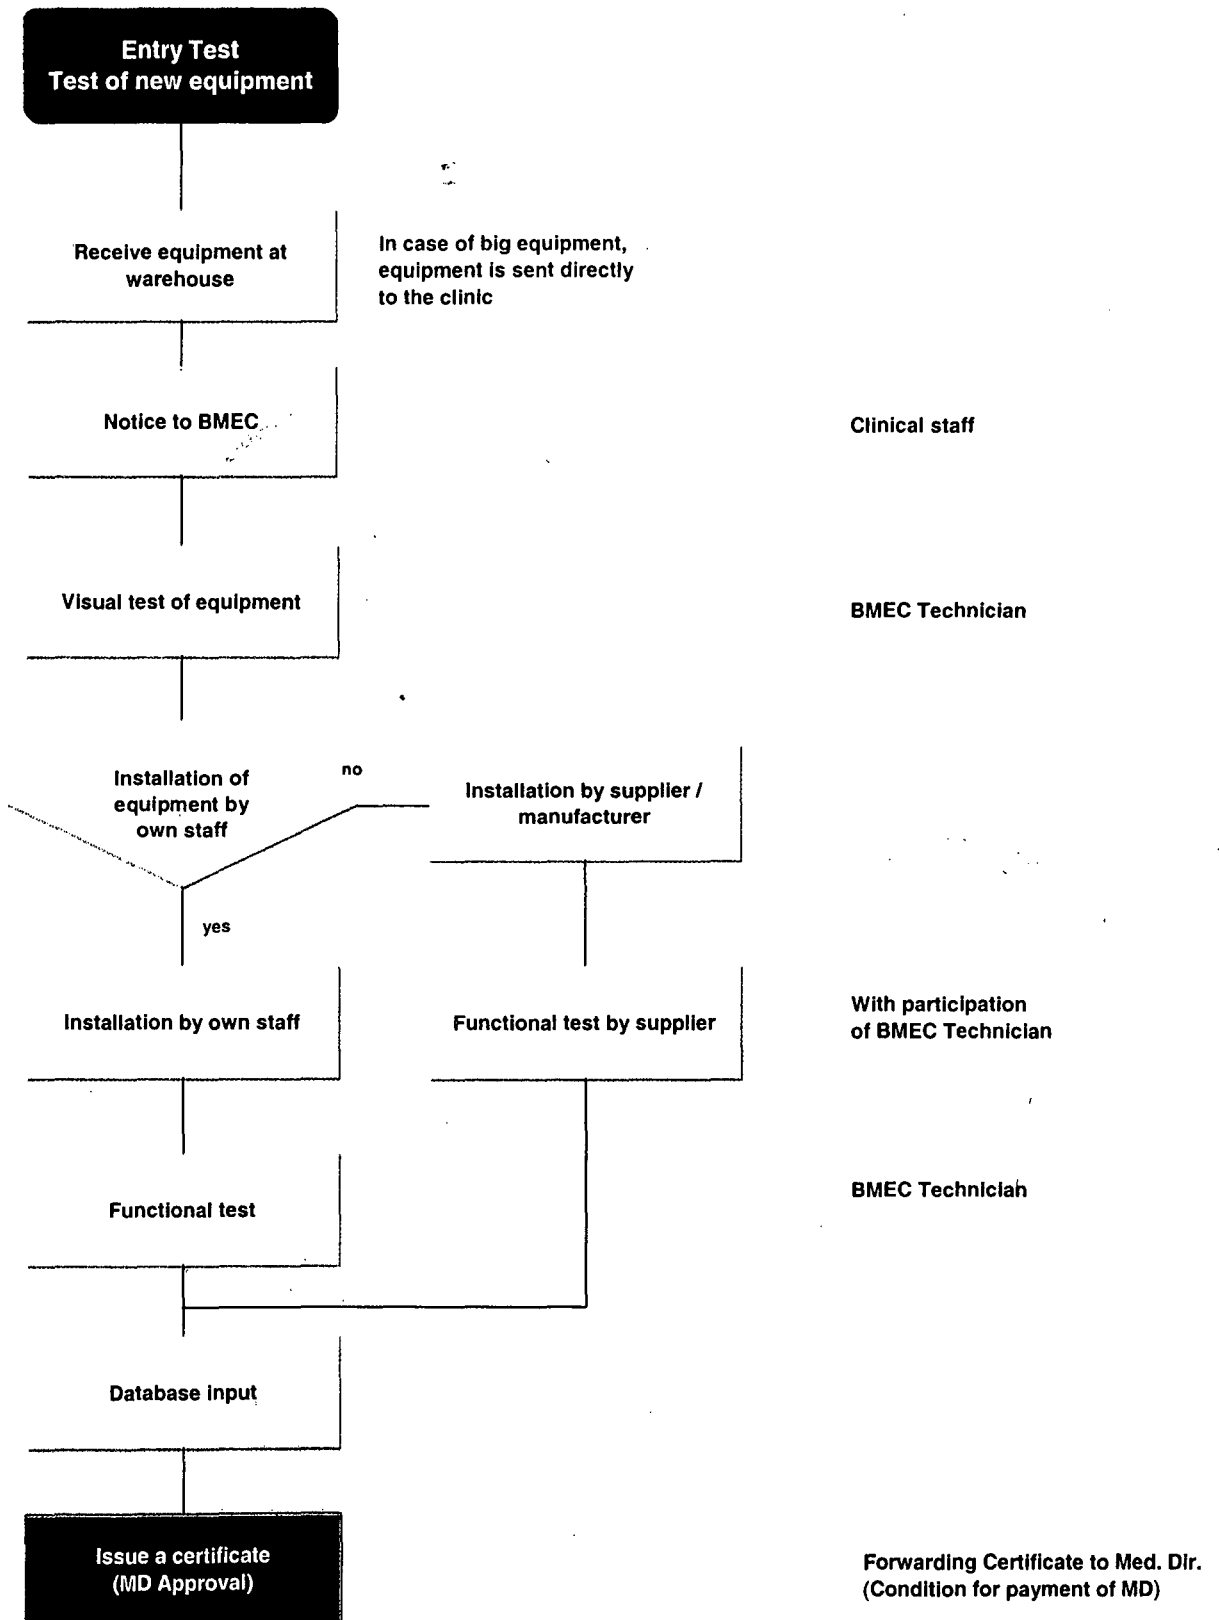 Entry Test
Test of new equipment
Receive equipment at
warehouse
In case of big equipment,
equipment is sent directly
to the clinic
Notice to BMEC
Clinical staff
Visual test of equipment
BMEC Technician
Installation of
equipment by
own staff
no
Installation by supplier /
manufacturer
yes
Installation by own staff
Functional test by supplier
With participation
of BMEC Technician
Functional test
BMEC Technician
Database input
Issue a certificate
(MD Approval)
Forwarding Certificate to Med. Dir.
(Condition for payment of MD)